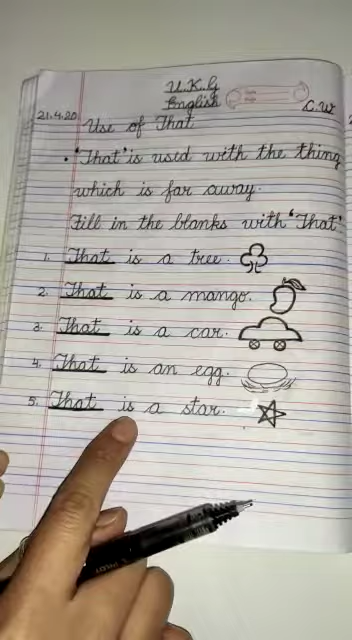 U.K.G
English
C.W
21.4.20
Use of That
• 'That' is used with the thing
which is far away.
Fill in the blanks with 'That'
1. That is a tree.
2. That is a mango.
3. That is a car.
4. That is an egg.
5. That is a star.
PILOT